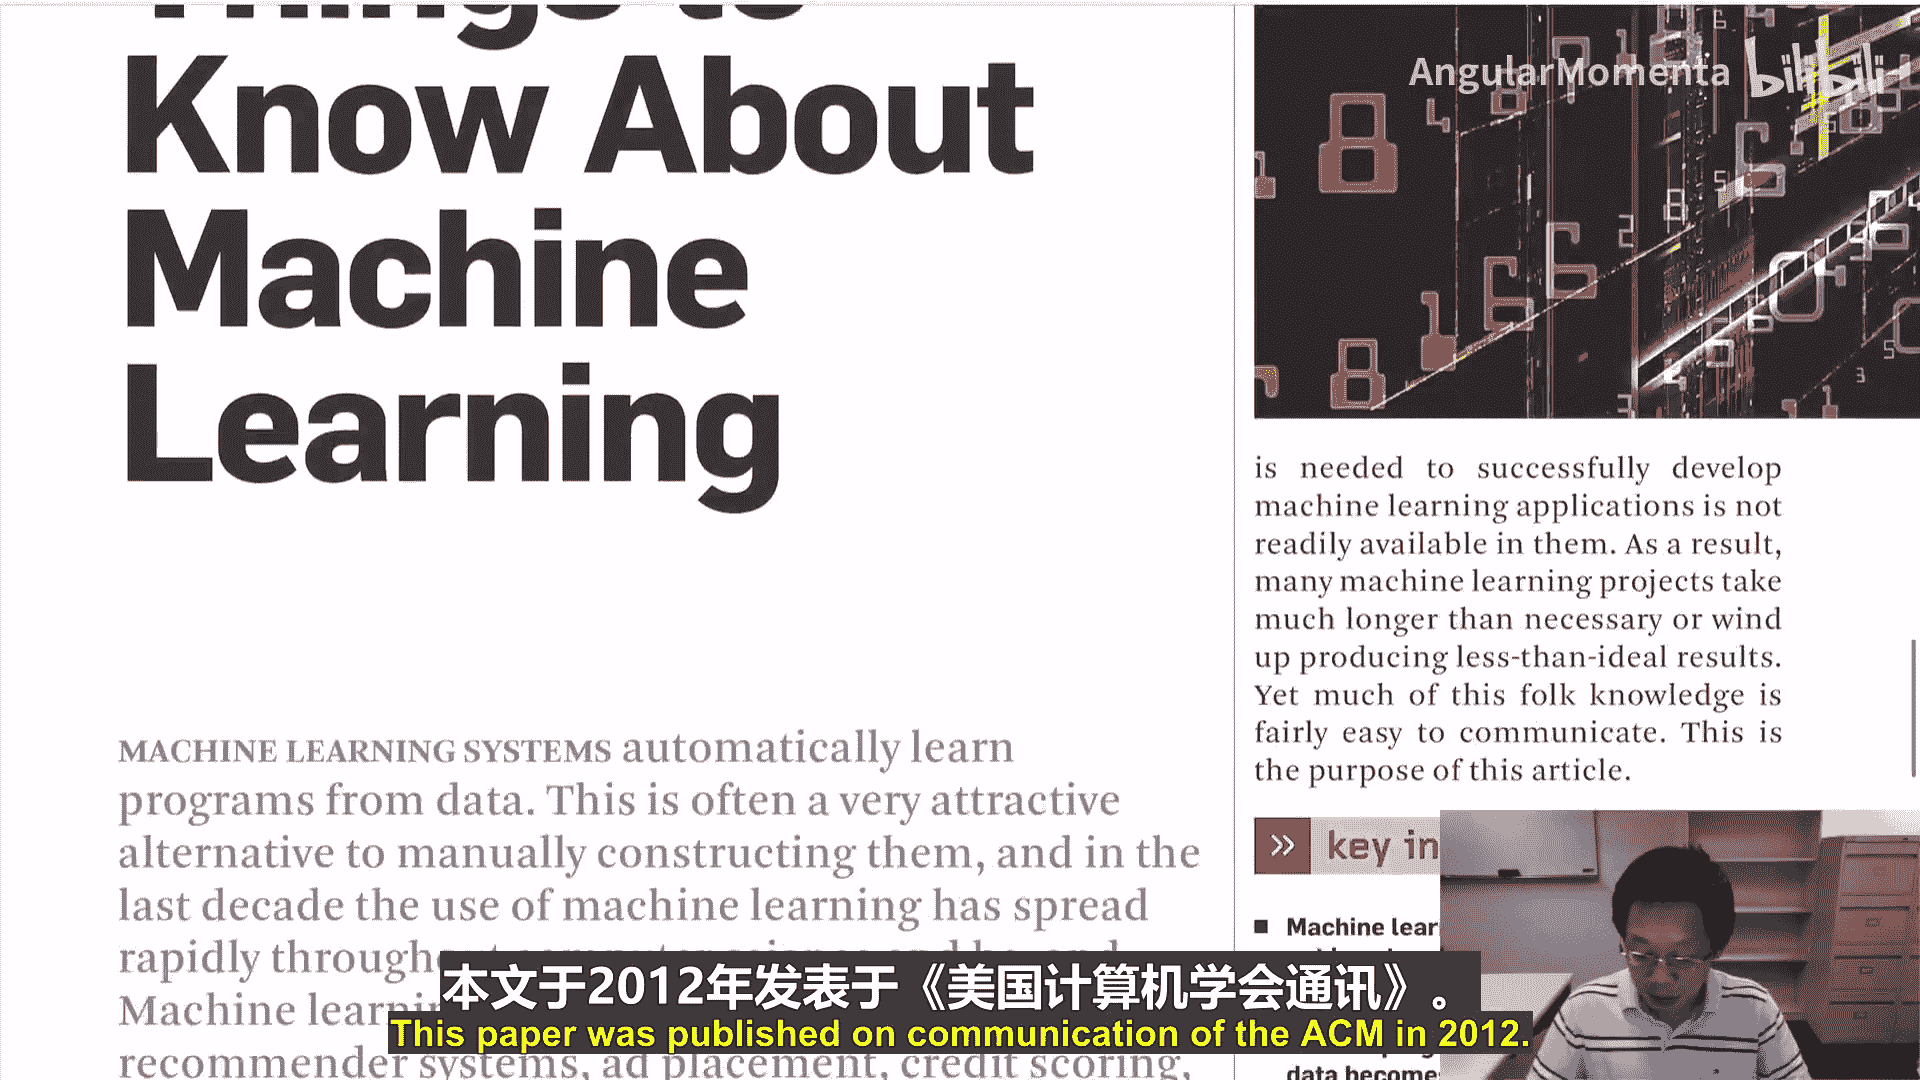 Things to
Know About
Machine
Learning
MACHINE LEARNING SYSTEMS automatically learn
programs from data. This is often a very attractive
alternative to manually constructing them, and in the
last decade the use of machine learning has spread
rapidly
Machine
recommender systems, ad placement, credit scoring,
AngularMomenta bilibili
is needed to successfully develop
machine learning applications is not
readily available in them. As a result,
many machine learning projects take
much longer than necessary or wind
up producing less-than-ideal results.
Yet much of this folk knowledge is
fairly easy to communicate. This is
the purpose of this article.
» key in
■ Machine lear
data becomes
本文于2012年发表于《美国计算机学会通讯》。
This paper was published on communication of the ACM in 2012.